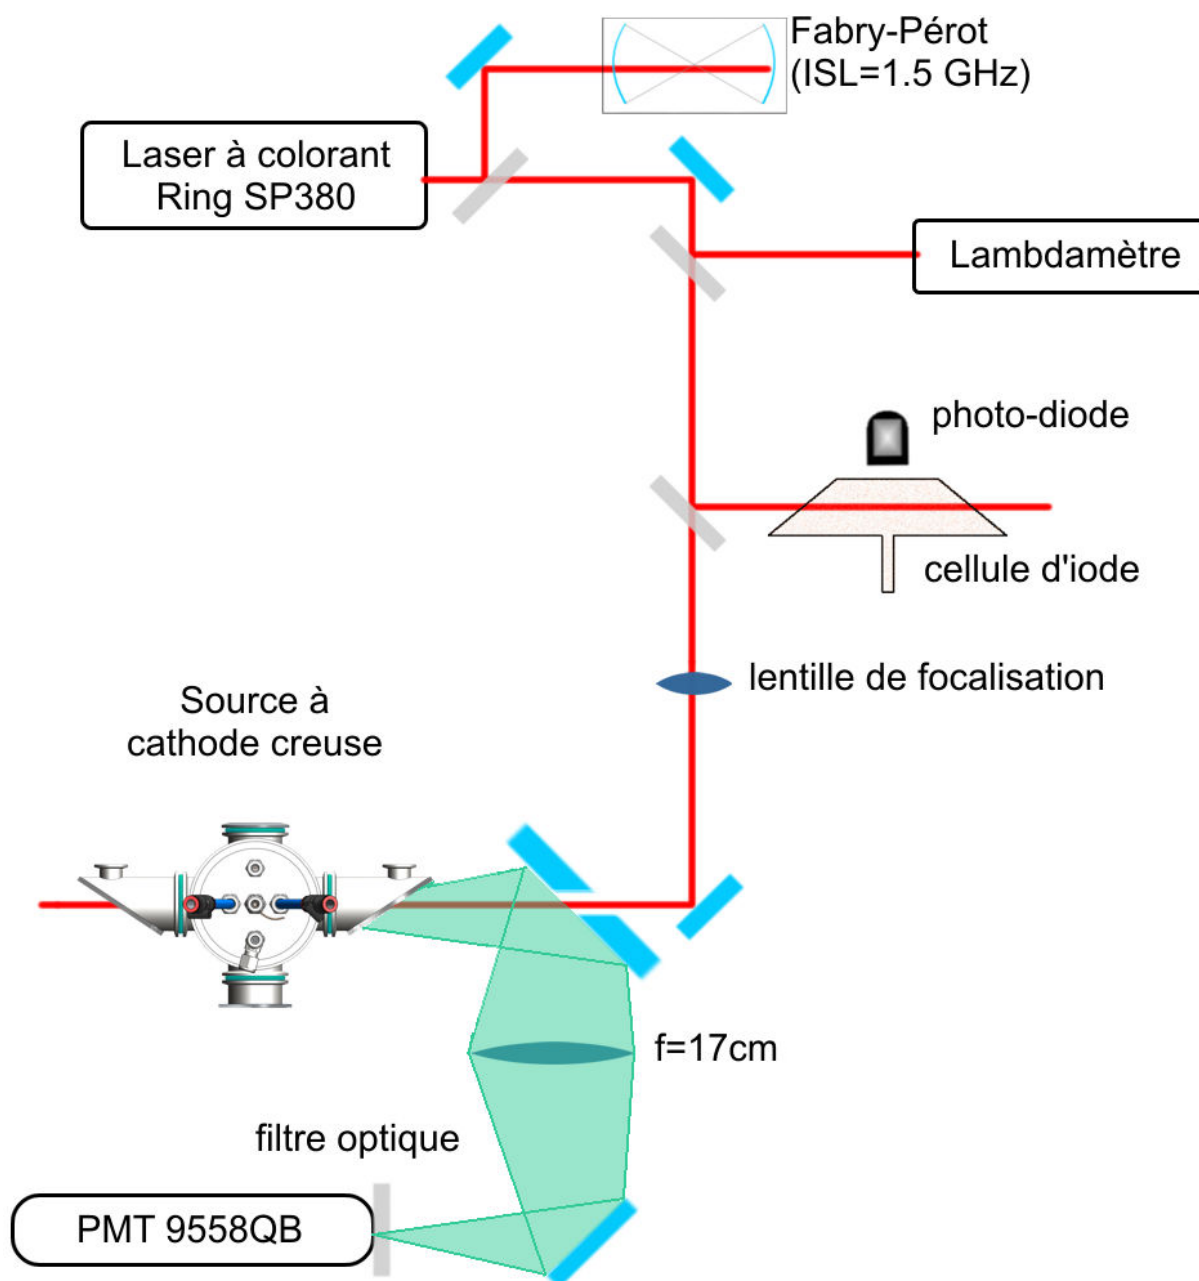 Fabry-Pérot
(ISL=1.5 GHz)
Laser à colorant
Ring SP380
Lambdamètre
photo-diode
cellule d'iode
lentille de focalisation
Source à
cathode creuse
f=17cm
filtre optique
PMT 9558QB